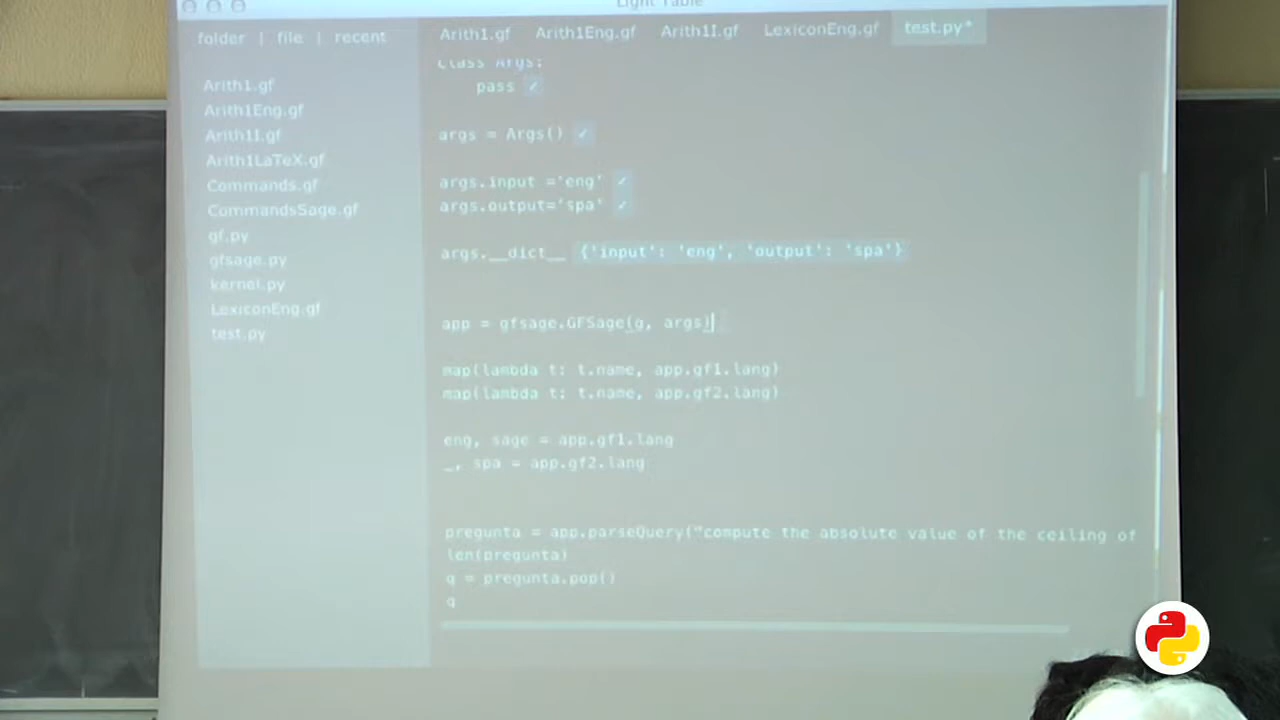 Light Table
folder | file | recent
Arith1.gf
Arith1Eng.gf
Arith1I.gf
Arith1LaTeX.gf
Commands.gf
CommandsSage.gf
gf.py
gfsage.py
kernel.py
LexiconEng.gf
test.py
Arith1.gf Arith1Eng.gf Arith1I.gf LexiconEng.gf test.py*
class Args:
pass ✓
args = Args() ✓
args.input ='eng' ✓
args.output='spa' ✓
args.__dict__ {'input': 'eng', 'output': 'spa'}
app = gfsage.GFSage(g, args)
map(lambda t: t.name, app.gf1.lang)
map(lambda t: t.name, app.gf2.lang)
eng, sage = app.gf1.lang
_, spa = app.gf2.lang
pregunta = app.parseQuery("compute the absolute value of the ceiling of
len(pregunta)
q = pregunta.pop()
q